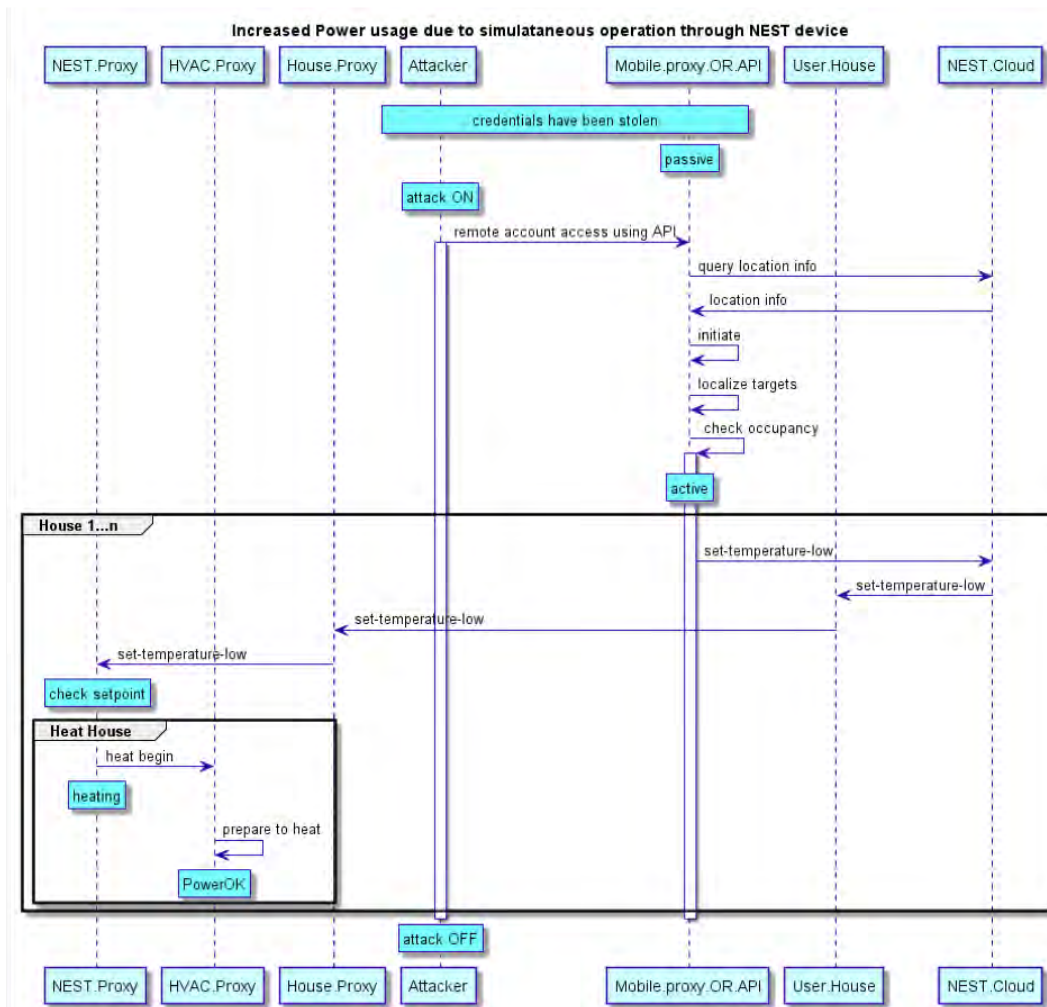 Increased Power usage due to simulataneous operation through NEST device
NEST.Proxy HVAC.Proxy House.Proxy Attacker Mobile.proxy.OR.API User.House NEST.Cloud
credentials have been stolen
passive
attack ON
remote account access using API
query location info
location info
initiate
localize targets
check occupancy
active
House 1...n
set-temperature-low
set-temperature-low
set-temperature-low
set-temperature-low
check setpoint
Heat House
heat begin
heating
prepare to heat
PowerOK
attack OFF
NEST.Proxy HVAC.Proxy House.Proxy Attacker Mobile.proxy.OR.API User.House NEST.Cloud